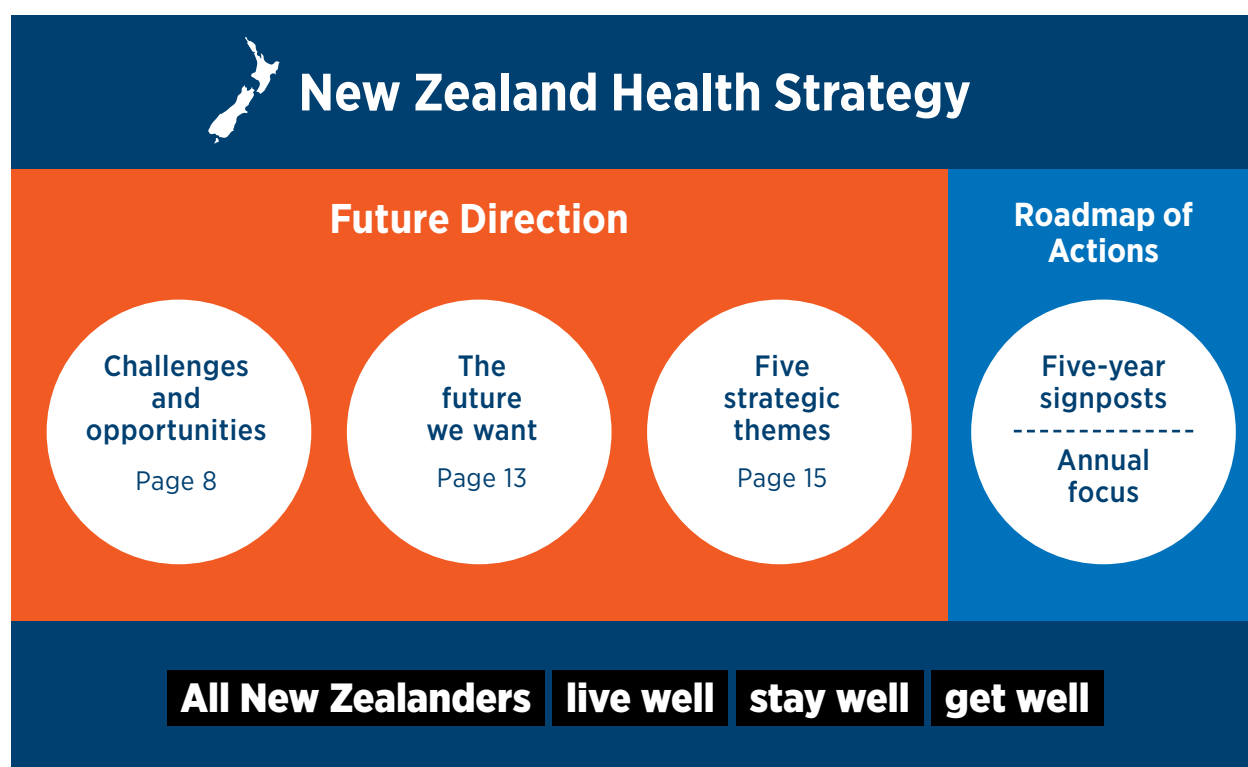 New Zealand Health Strategy
Future Direction
Challenges
and
opportunities
Page 8
The
future
we want
Page 13
Five
strategic
themes
Page 15
Roadmap of
Actions
Five-year
signposts
Annual
focus
All New Zealanders live well stay well get well